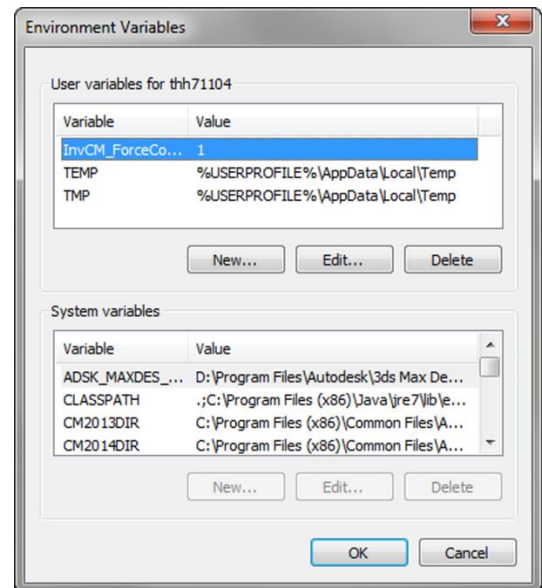 Environment Variables
User variables for thh71104
Variable Value
InvCM_ForceCo... 1
TEMP %USERPROFILE%\AppData\Local\Temp
TMP %USERPROFILE%\AppData\Local\Temp
New... Edit... Delete
System variables
Variable Value
ADSK_MAXDES_... D:\Program Files\Autodesk\3ds Max De...
CLASSPATH .;C:\Program Files (x86)\Java\jre7\lib\e...
CM2013DIR C:\Program Files (x86)\Common Files\A...
CM2014DIR C:\Program Files (x86)\Common Files\A...
New... Edit... Delete
OK Cancel